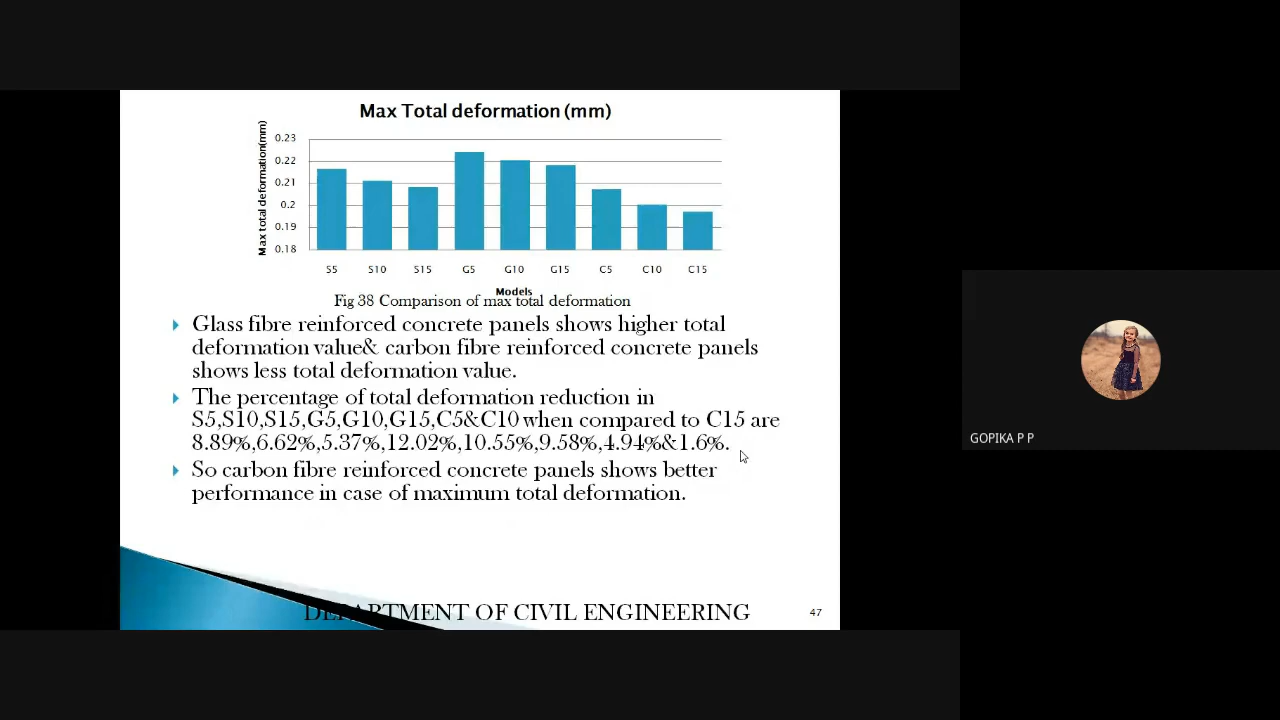 Max Total deformation (mm)
Max total deformation(mm)
0.23
0.22
0.21
0.2
0.19
0.18
S5 S10 S15 G5 G10 G15 C5 C10 C15
Models
Fig 38 Comparison of max total deformation
Glass fibre reinforced concrete panels shows higher total
deformation value& carbon fibre reinforced concrete panels
shows less total deformation value.
The percentage of total deformation reduction in
S5,S10,S15,G5,G10,G15,C5&C10 when compared to C15 are
8.89%,6.62%,5.37%,12.02%,10.55%,9.58%,4.94%&1.6%.
So carbon fibre reinforced concrete panels shows better
performance in case of maximum total deformation.
DEPARTMENT OF CIVIL ENGINEERING
47
GOPIKA P P